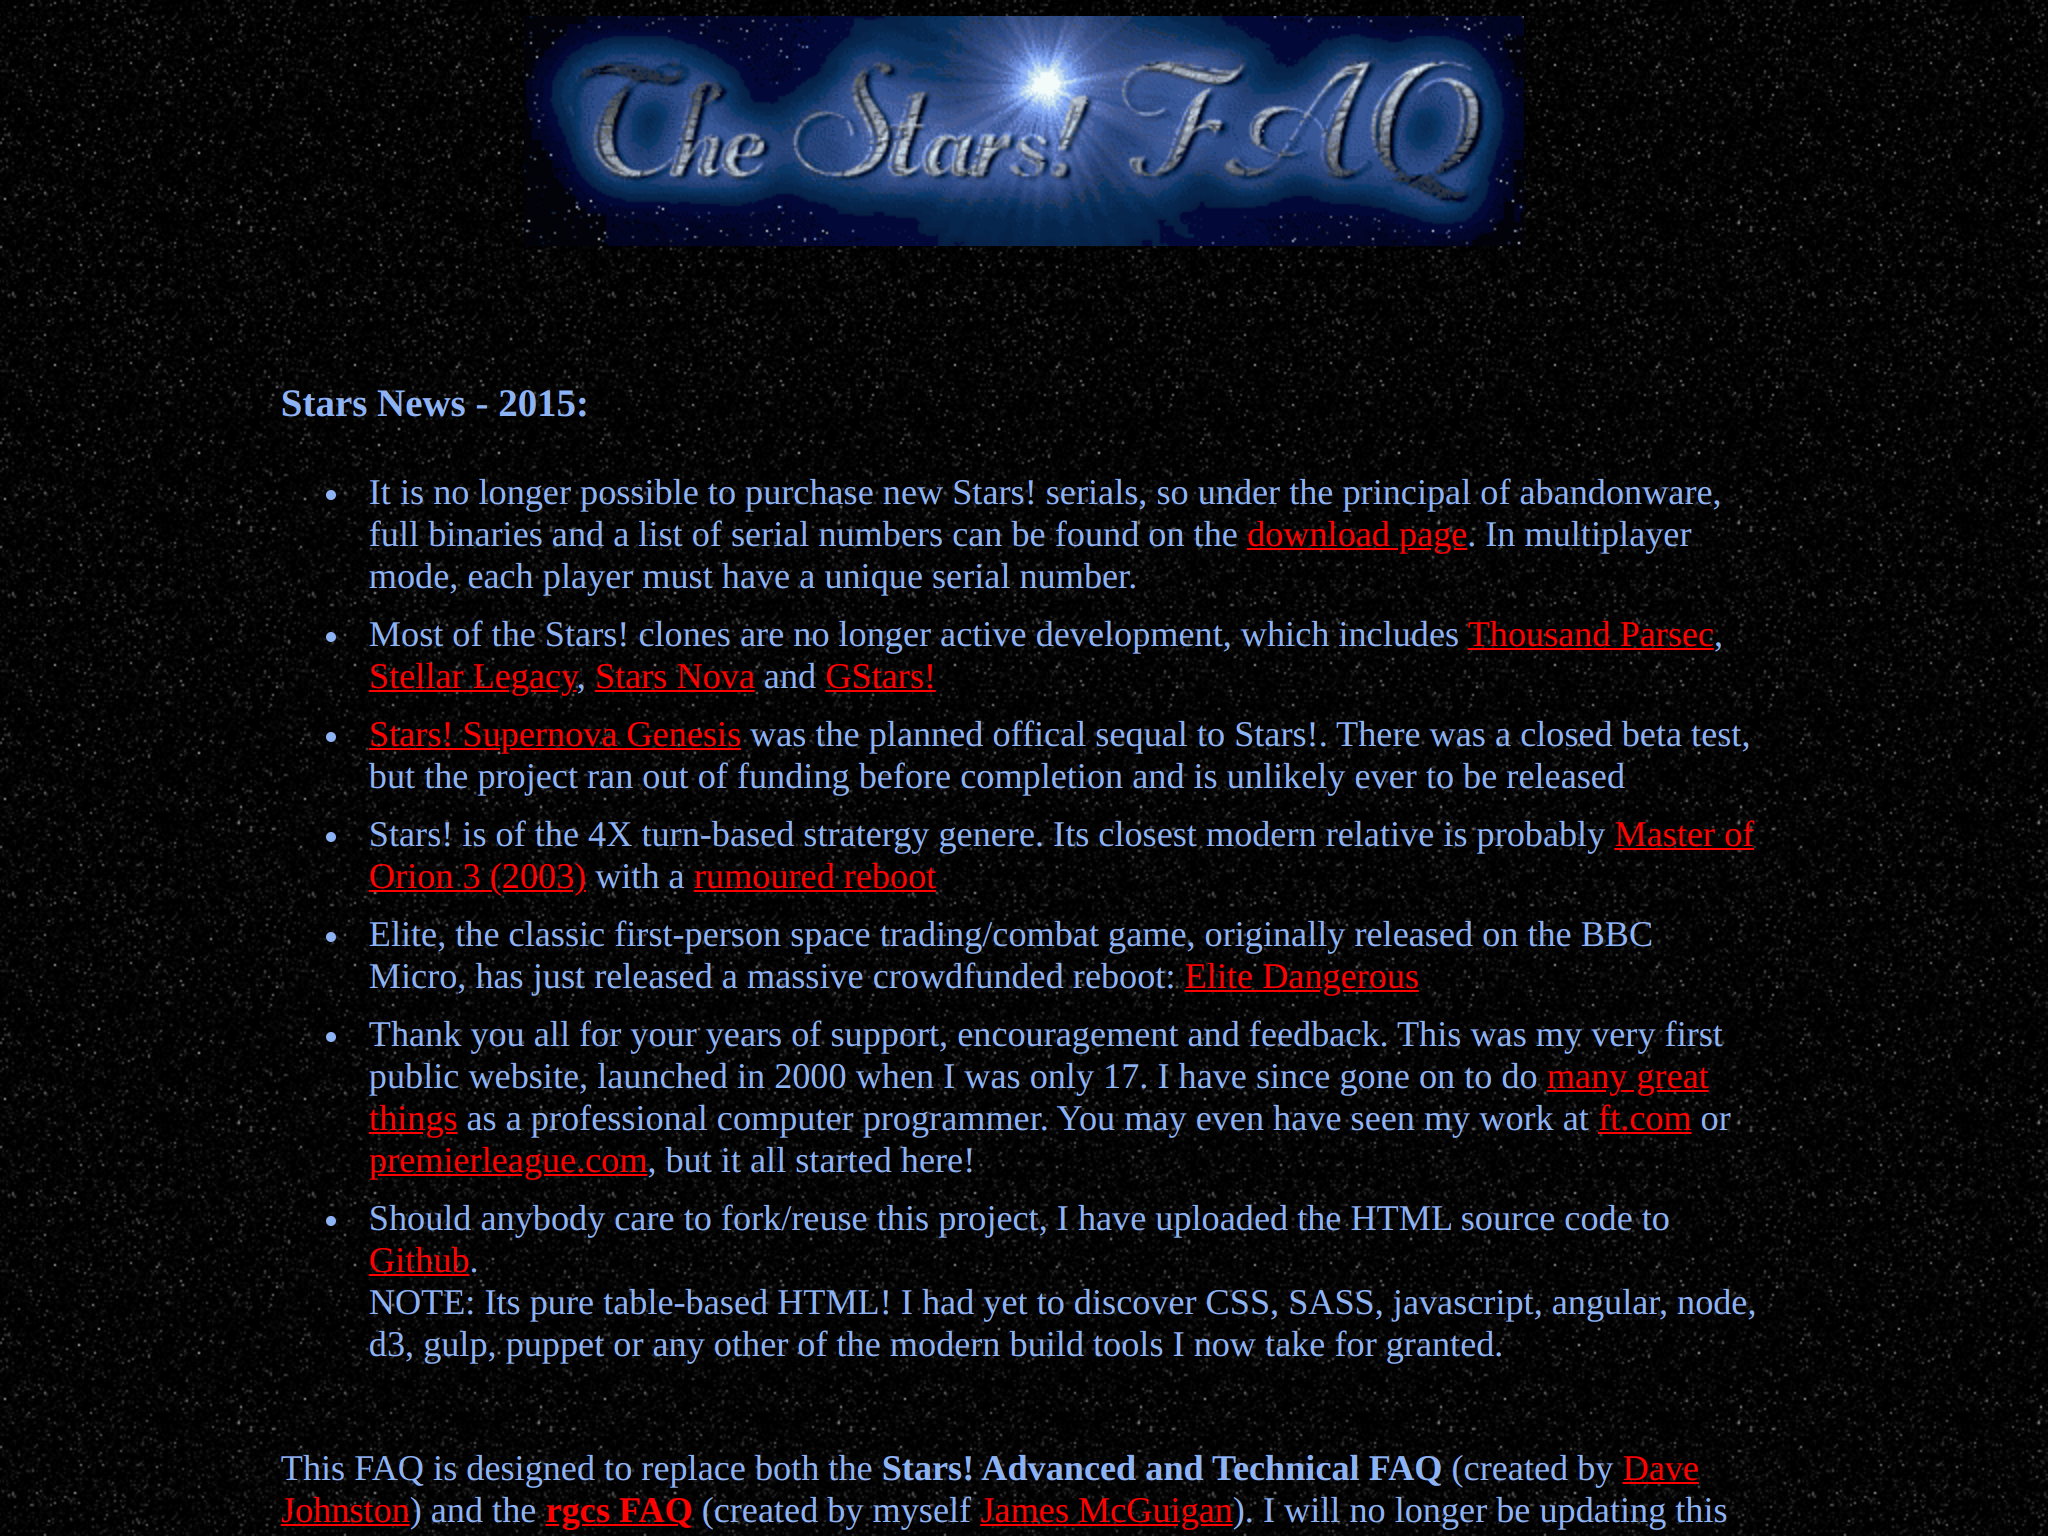 The Stars! FAQ
Stars News - 2015:
It is no longer possible to purchase new Stars! serials, so under the principal of abandonware,
full binaries and a list of serial numbers can be found on the download page. In multiplayer
mode, each player must have a unique serial number.
Most of the Stars! clones are no longer active development, which includes Thousand Parsec,
Stellar Legacy, Stars Nova and GStars!
Stars! Supernova Genesis was the planned offical sequal to Stars!. There was a closed beta test,
but the project ran out of funding before completion and is unlikely ever to be released
Stars! is of the 4X turn-based stratergy genere. Its closest modern relative is probably Master of
Orion 3 (2003) with a rumoured reboot
Elite, the classic first-person space trading/combat game, originally released on the BBC
Micro, has just released a massive crowdfunded reboot: Elite Dangerous
Thank you all for your years of support, encouragement and feedback. This was my very first
public website, launched in 2000 when I was only 17. I have since gone on to do many great
things as a professional computer programmer. You may even have seen my work at ft.com or
premierleague.com, but it all started here!
Should anybody care to fork/reuse this project, I have uploaded the HTML source code to
Github.
NOTE: Its pure table-based HTML! I had yet to discover CSS, SASS, javascript, angular, node,
d3, gulp, puppet or any other of the modern build tools I now take for granted.
This FAQ is designed to replace both the Stars! Advanced and Technical FAQ (created by Dave
Johnston) and the rgcs FAQ (created by myself James McGuigan). I will no longer be updating this